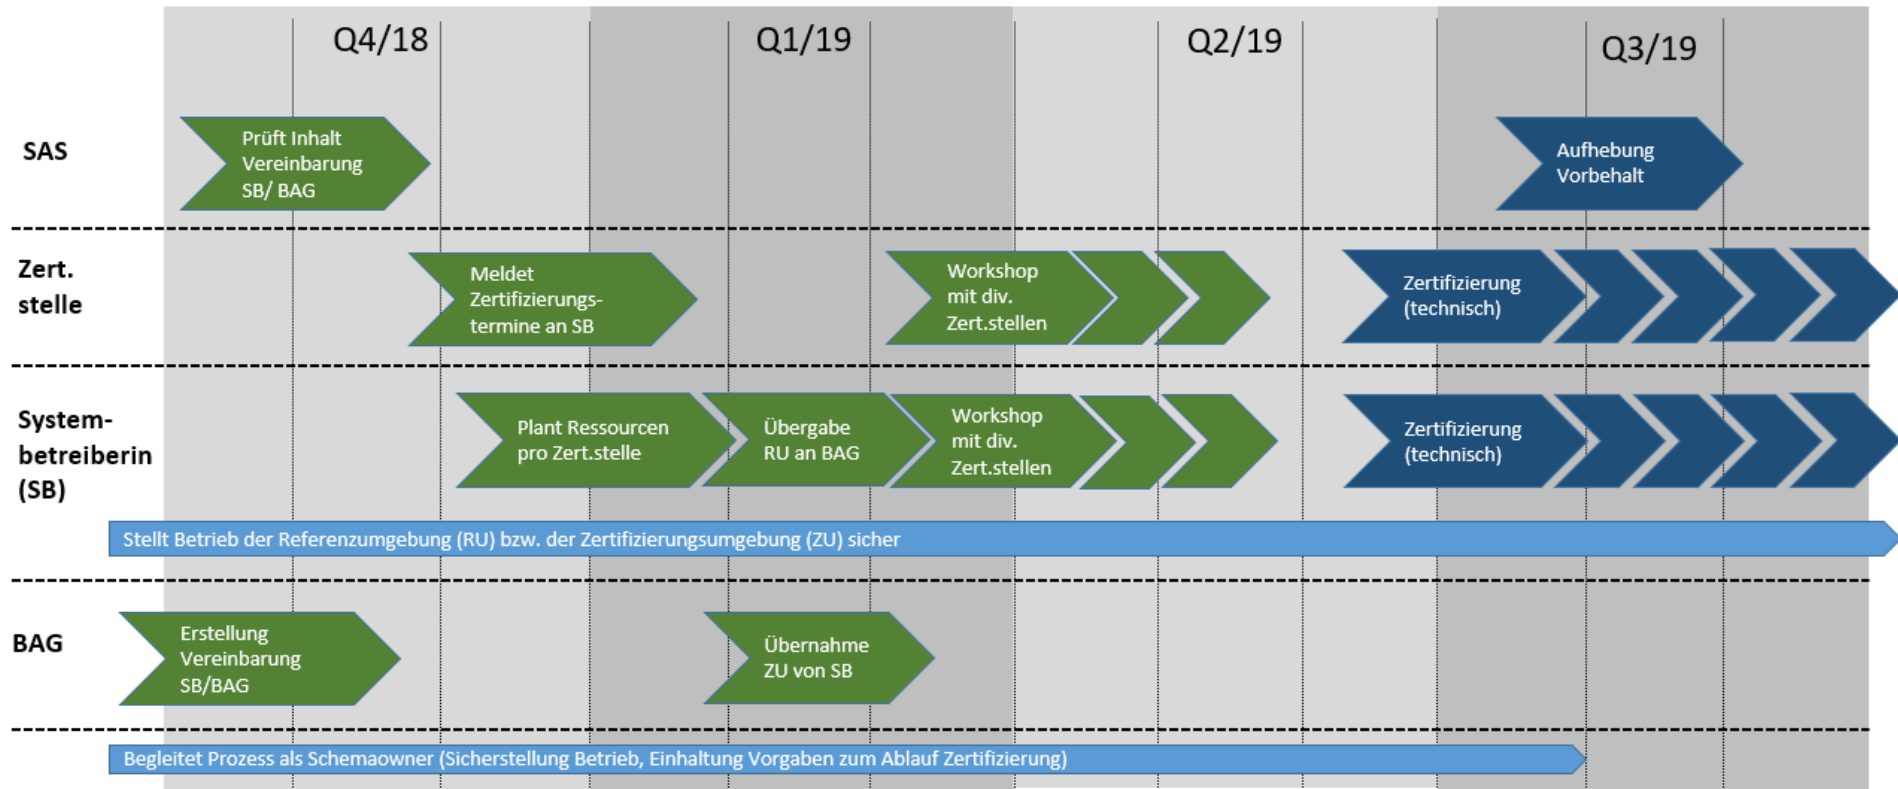 Q4/18
Q1/19
Q2/19
Q3/19
SAS
Prüft Inhalt
Vereinbarung
SB/ BAG
Aufhebung
Vorbehalt
Zert.
stelle
Meldet
Zertifizierungs-
termine an SB
Workshop
mit div.
Zert.stellen
Zertifizierung
(technisch)
System-
betreiberin
(SB)
Plant Ressourcen
pro Zert.stelle
Übergabe
RU an BAG
Workshop
mit div.
Zert.stellen
Zertifizierung
(technisch)
Stellt Betrieb der Referenzumgebung (RU) bzw. der Zertifizierungsumgebung (ZU) sicher
BAG
Erstellung
Vereinbarung
SB/BAG
Übernahme
ZU von SB
Begleitet Prozess als Schemaowner (Sicherstellung Betrieb, Einhaltung Vorgaben zum Ablauf Zertifizierung)